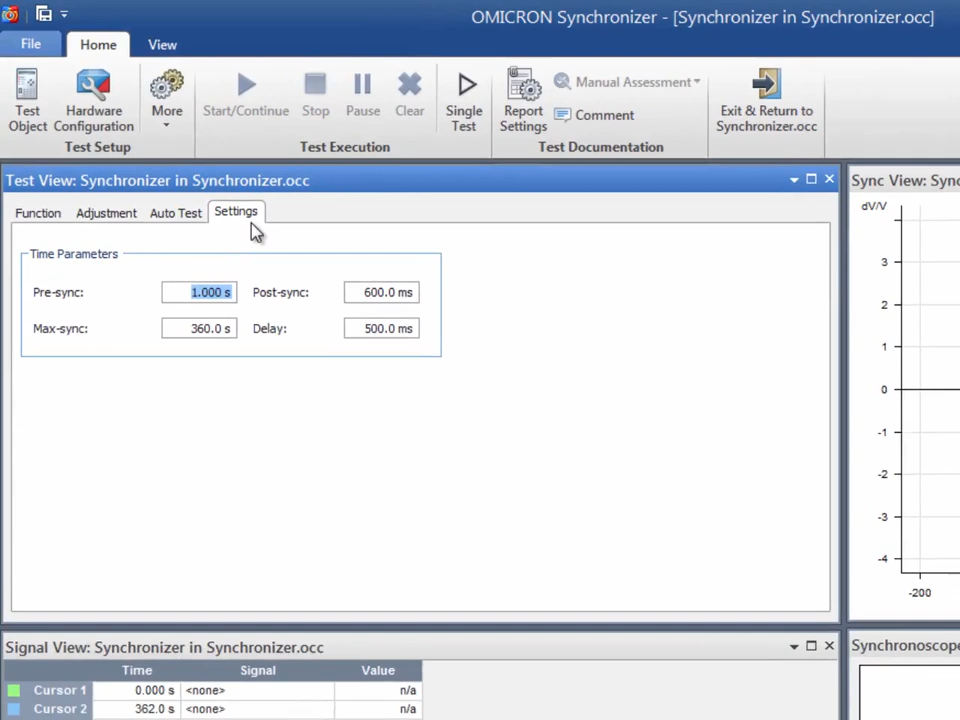 OMICRON Synchronizer - [Synchronizer in Synchronizer.occ]
File
Home
View
Test Object
Hardware Configuration
More
Start/Continue
Stop
Pause
Clear
Single Test
Report Settings
Manual Assessment
Comment
Exit & Return to Synchronizer.occ
Test Setup
Test Execution
Test Documentation
Test View: Synchronizer in Synchronizer.occ
Function
Adjustment
Auto Test
Settings
Time Parameters
Pre-sync: 1.000 s Post-sync: 600.0 ms
Max-sync: 360.0 s Delay: 500.0 ms
Sync View: Sync
dV/V
3
2
1
0
-1
-2
-3
-4
-200
Signal View: Synchronizer in Synchronizer.occ
Time Signal Value
Cursor 1 0.000 s <none> n/a
Cursor 2 362.0 s <none> n/a
Synchronoscope